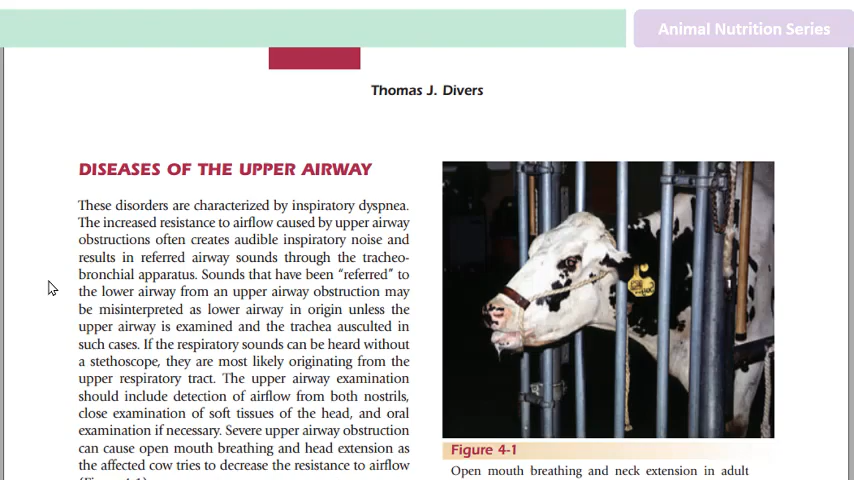 Animal Nutrition Series
Thomas J. Divers
DISEASES OF THE UPPER AIRWAY
These disorders are characterized by inspiratory dyspnea.
The increased resistance to airflow caused by upper airway
obstructions often creates audible inspiratory noise and
results in referred airway sounds through the tracheo-
bronchial apparatus. Sounds that have been “referred” to
the lower airway from an upper airway obstruction may
be misinterpreted as lower airway in origin unless the
upper airway is examined and the trachea ausculted in
such cases. If the respiratory sounds can be heard without
a stethoscope, they are most likely originating from the
upper respiratory tract. The upper airway examination
should include detection of airflow from both nostrils,
close examination of soft tissues of the head, and oral
examination if necessary. Severe upper airway obstruction
can cause open mouth breathing and head extension as
the affected cow tries to decrease the resistance to airflow
Figure 4-1
Open mouth breathing and neck extension in adult